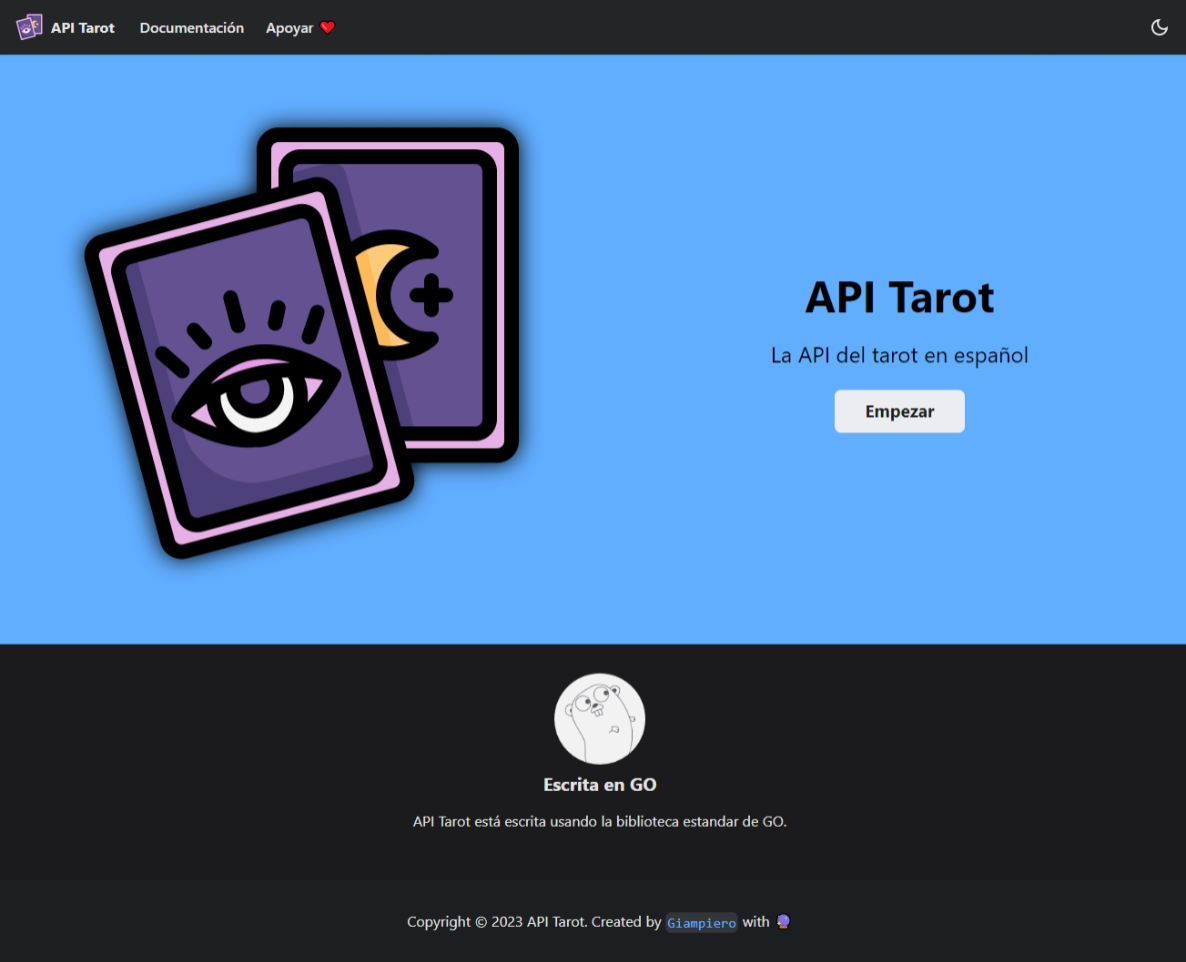 API Tarot
Documentación
Apoyar ❤️
API Tarot
La API del tarot en español
Empezar
Escrita en GO
API Tarot está escrita usando la biblioteca estandar de GO.
Copyright © 2023 API Tarot. Created by Giampiero with 🔮